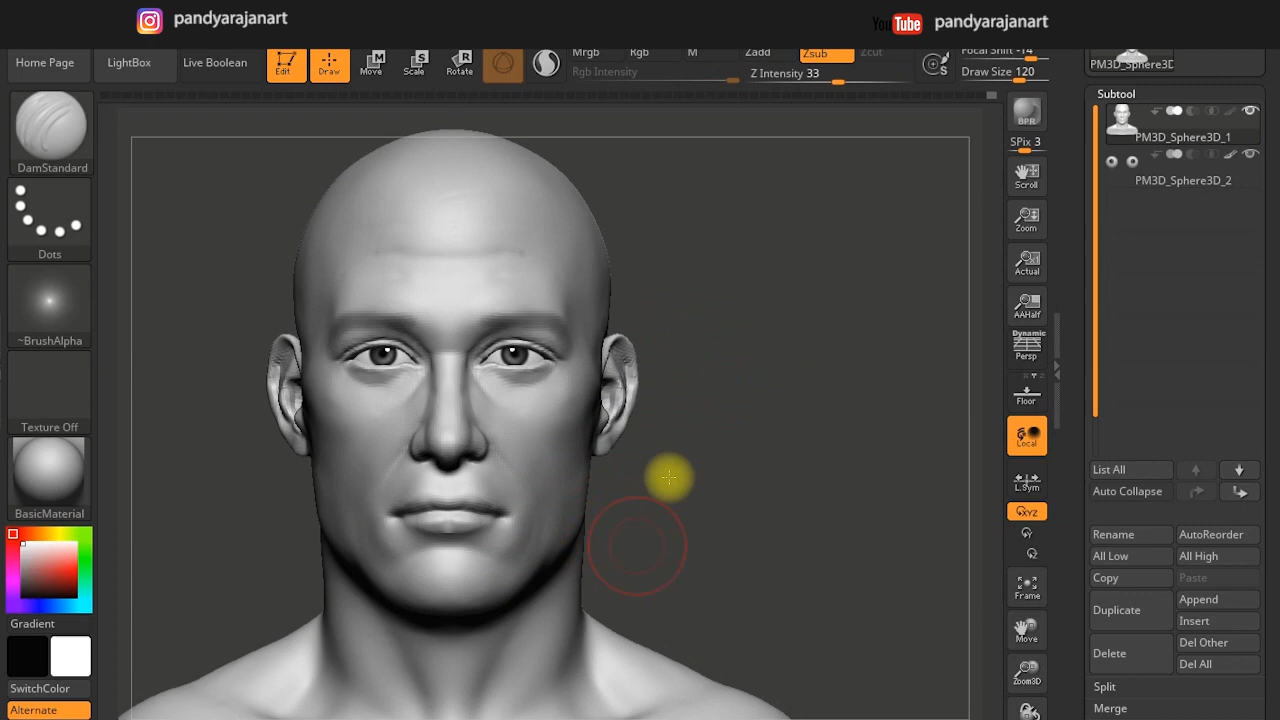 pandyarajanart
YouTube pandyarajanart
Home Page LightBox Live Boolean Edit Draw Move Scale Rotate
Mrgb Rgb M Zadd Zsub Zcut
Rgb Intensity Z Intensity 33
Focal Shift -14
Draw Size 120
S
PM3D_Sphere3D
Subtool
PM3D_Sphere3D_1
PM3D_Sphere3D_2
DamStandard
Dots
~BrushAlpha
Texture Off
BasicMaterial
Gradient
SwitchColor
Alternate
BPR
SPix 3
Scroll
Zoom
Actual
AAHalf
Dynamic
Persp
Floor
Local
L.Sym
XYZ
Frame
Move
Zoom3D
List All
Auto Collapse
Rename AutoReorder
All Low All High
Copy Paste
Duplicate Append
Insert
Delete Del Other
Del All
Split
Merge